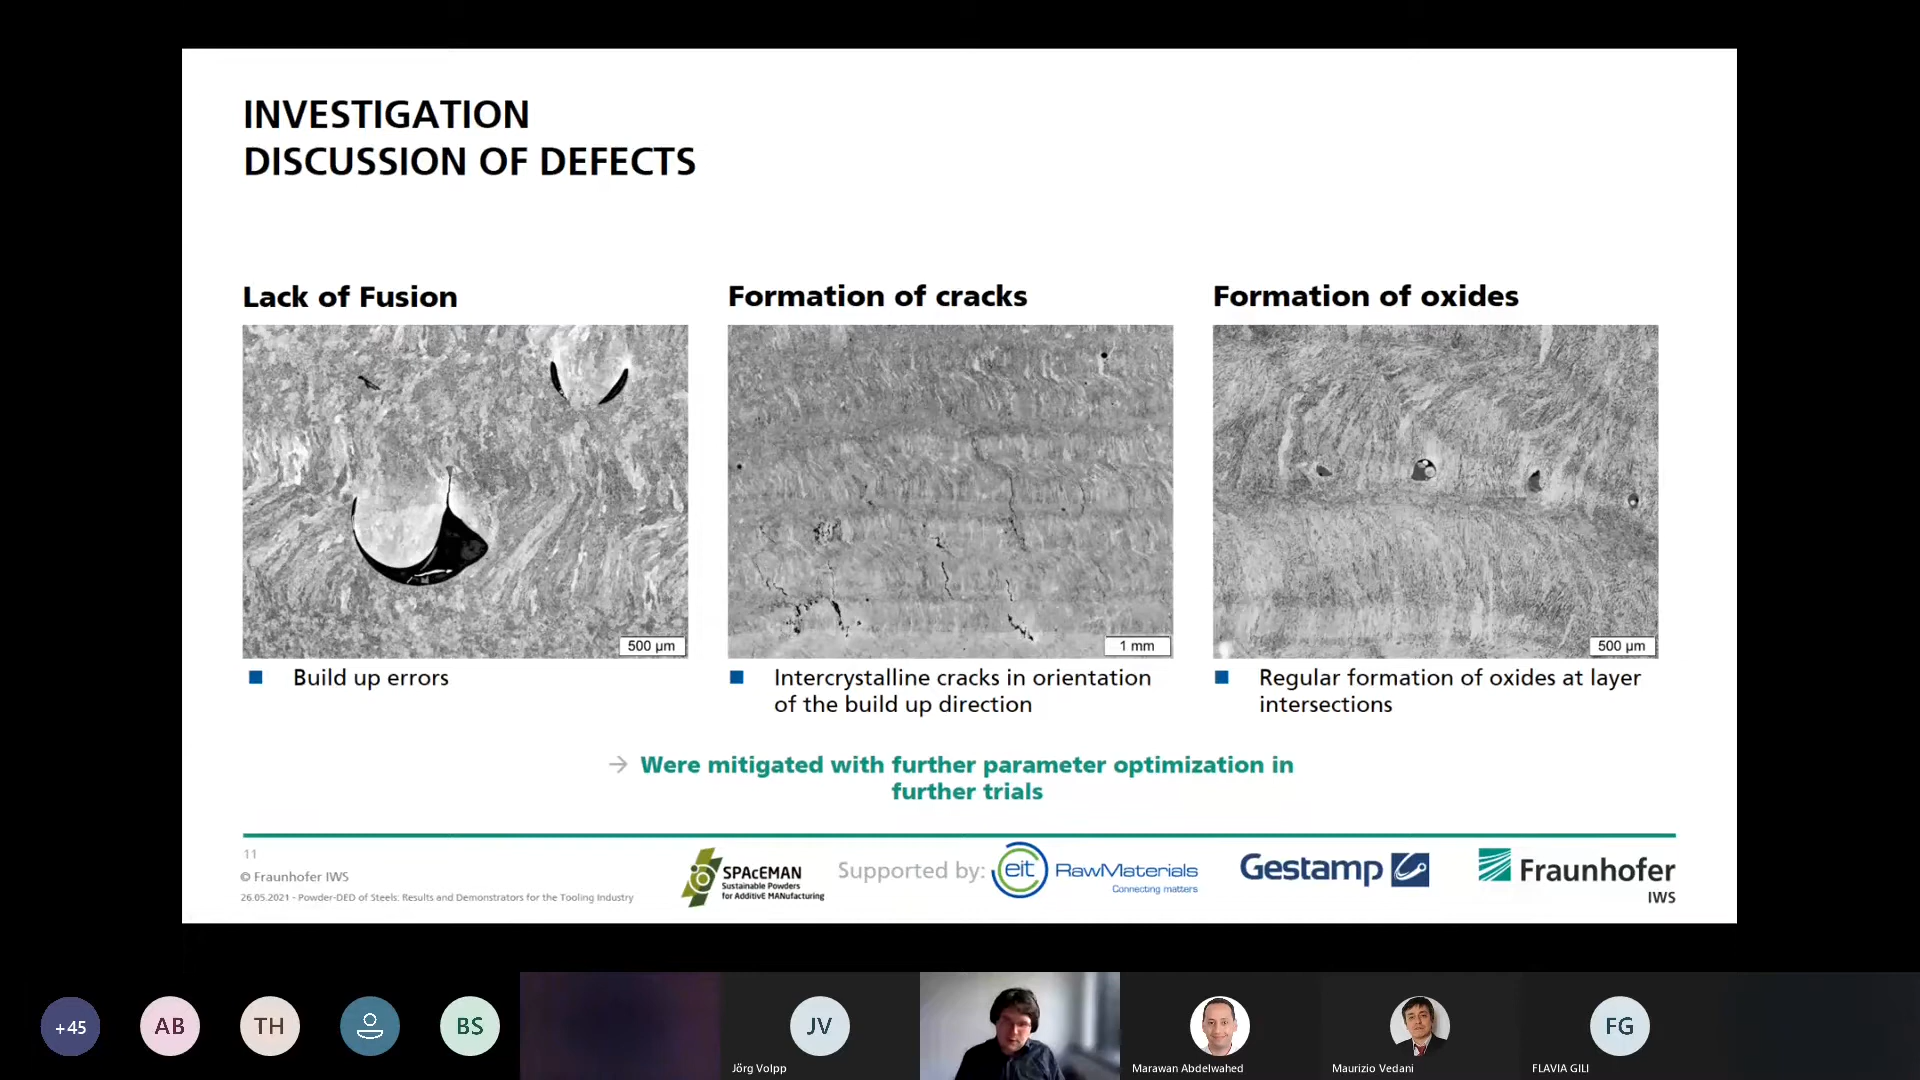 INVESTIGATION
DISCUSSION OF DEFECTS
Lack of Fusion
Formation of cracks
Formation of oxides
500 µm
1 mm
500 µm
Build up errors
Intercrystalline cracks in orientation
of the build up direction
Regular formation of oxides at layer
intersections
→ Were mitigated with further parameter optimization in
further trials
11
© Fraunhofer IWS
26.05.2021 - Powder-DED of Steels: Results and Demonstrators for the Tooling Industry
SPAcEMAN
Sustainable Powders
for AdditivE MANufacturing
Supported by:
eit
RawMaterials
Connecting matters
Gestamp
Fraunhofer
IWS
+45
AB
TH
BS
JV
Jörg Volpp
Marawan Abdelwahed
Maurizio Vedani
FG
FLAVIA GILI